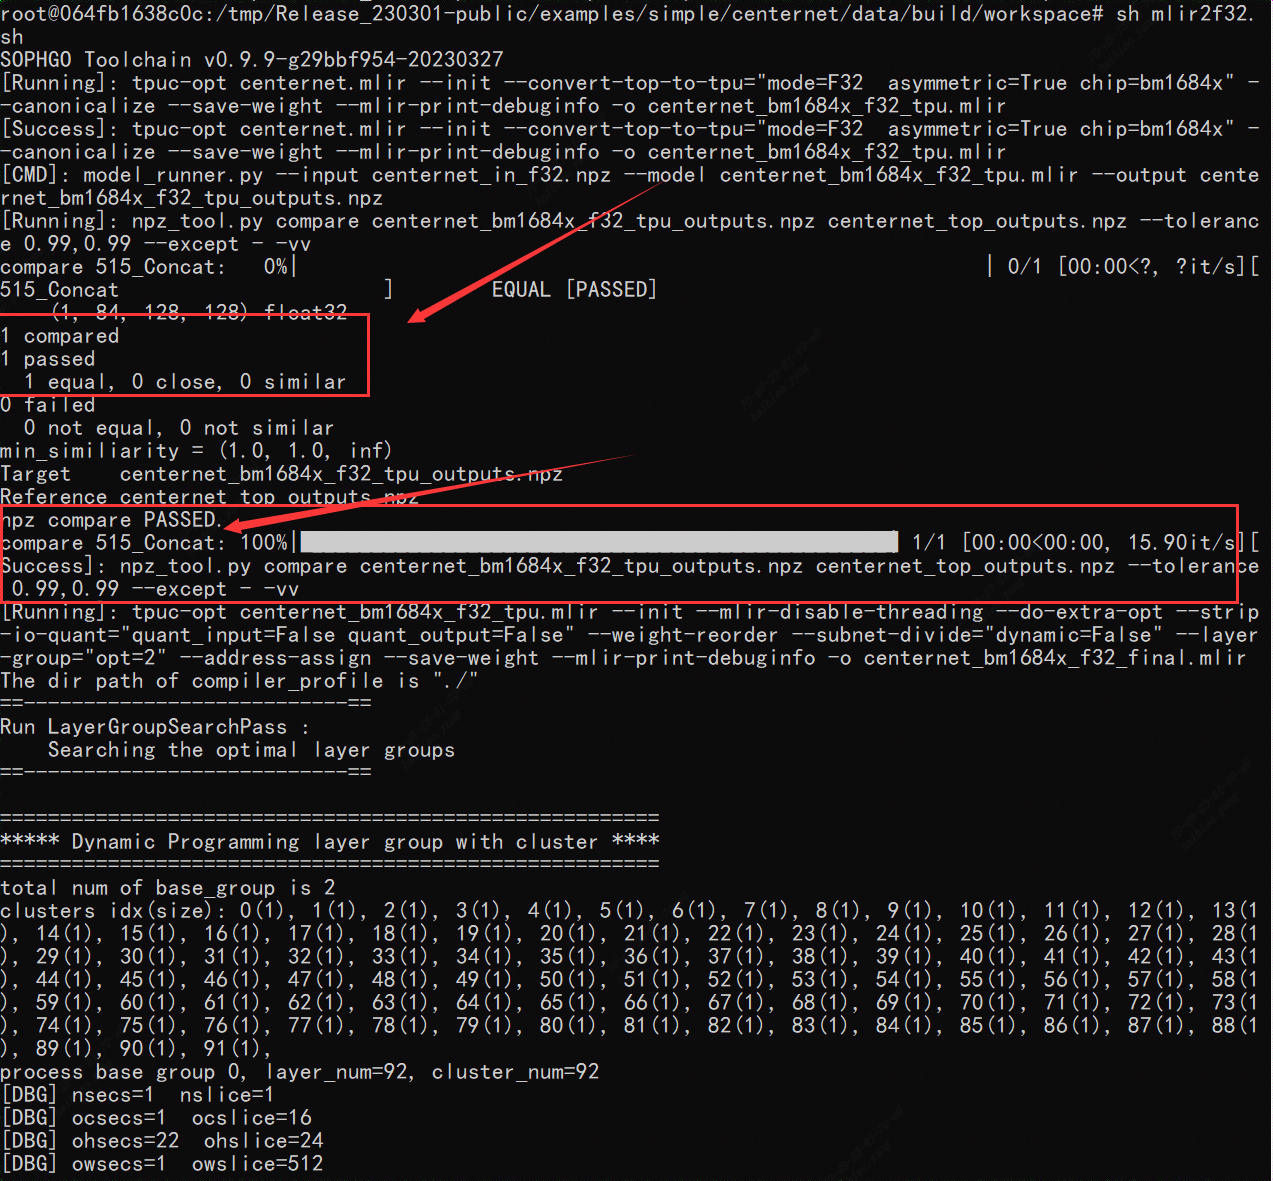 root@064fb1638c0c:/tmp/Release_230301-public/examples/simple/centernet/data/build/workspace# sh mlir2f32.
sh
SOPHGO Toolchain v0.9.9-g29bbf954-20230327
[Running]: tpuc-opt centernet.mlir --init --convert-top-to-tpu="mode=F32  asymmetric=True chip=bm1684x" -
-canonicalize --save-weight --mlir-print-debuginfo -o centernet_bm1684x_f32_tpu.mlir
[Success]: tpuc-opt centernet.mlir --init --convert-top-to-tpu="mode=F32  asymmetric=True chip=bm1684x" -
-canonicalize --save-weight --mlir-print-debuginfo -o centernet_bm1684x_f32_tpu.mlir
[CMD]: model_runner.py --input centernet_in_f32.npz --model centernet_bm1684x_f32_tpu.mlir --output cente
rnet_bm1684x_f32_tpu_outputs.npz
[Running]: npz_tool.py compare centernet_bm1684x_f32_tpu_outputs.npz centernet_top_outputs.npz --toleranc
e 0.99,0.99 --except - -vv
compare 515_Concat:   0%|                                                          | 0/1 [00:00<?, ?it/s][
515_Concat                      ]        EQUAL [PASSED]
    (1, 84, 128, 128) float32
1 compared
1 passed
  1 equal, 0 close, 0 similar
0 failed
  0 not equal, 0 not similar
min_similiarity = (1.0, 1.0, inf)
Target    centernet_bm1684x_f32_tpu_outputs.npz
Reference centernet_top_outputs.npz
npz compare PASSED.
compare 515_Concat: 100%|██████████████████████████████████████████████████| 1/1 [00:00<00:00, 15.90it/s][
Success]: npz_tool.py compare centernet_bm1684x_f32_tpu_outputs.npz centernet_top_outputs.npz --tolerance
 0.99,0.99 --except - -vv
[Running]: tpuc-opt centernet_bm1684x_f32_tpu.mlir --init --mlir-disable-threading --do-extra-opt --strip
-io-quant="quant_input=False quant_output=False" --weight-reorder --subnet-divide="dynamic=False" --layer
-group="opt=2" --address-assign --save-weight --mlir-print-debuginfo -o centernet_bm1684x_f32_final.mlir
The dir path of compiler_profile is "./"
==---------------------------==
Run LayerGroupSearchPass :
    Searching the optimal layer groups
==---------------------------==
=======================================================
***** Dynamic Programming layer group with cluster ****
=======================================================
total num of base_group is 2
clusters idx(size): 0(1), 1(1), 2(1), 3(1), 4(1), 5(1), 6(1), 7(1), 8(1), 9(1), 10(1), 11(1), 12(1), 13(1
), 14(1), 15(1), 16(1), 17(1), 18(1), 19(1), 20(1), 21(1), 22(1), 23(1), 24(1), 25(1), 26(1), 27(1), 28(1
), 29(1), 30(1), 31(1), 32(1), 33(1), 34(1), 35(1), 36(1), 37(1), 38(1), 39(1), 40(1), 41(1), 42(1), 43(1
), 44(1), 45(1), 46(1), 47(1), 48(1), 49(1), 50(1), 51(1), 52(1), 53(1), 54(1), 55(1), 56(1), 57(1), 58(1
), 59(1), 60(1), 61(1), 62(1), 63(1), 64(1), 65(1), 66(1), 67(1), 68(1), 69(1), 70(1), 71(1), 72(1), 73(1
), 74(1), 75(1), 76(1), 77(1), 78(1), 79(1), 80(1), 81(1), 82(1), 83(1), 84(1), 85(1), 86(1), 87(1), 88(1
), 89(1), 90(1), 91(1),
process base group 0, layer_num=92, cluster_num=92
[DBG] nsecs=1  nslice=1
[DBG] ocsecs=1  ocslice=16
[DBG] ohsecs=22  ohslice=24
[DBG] owsecs=1  owslice=512